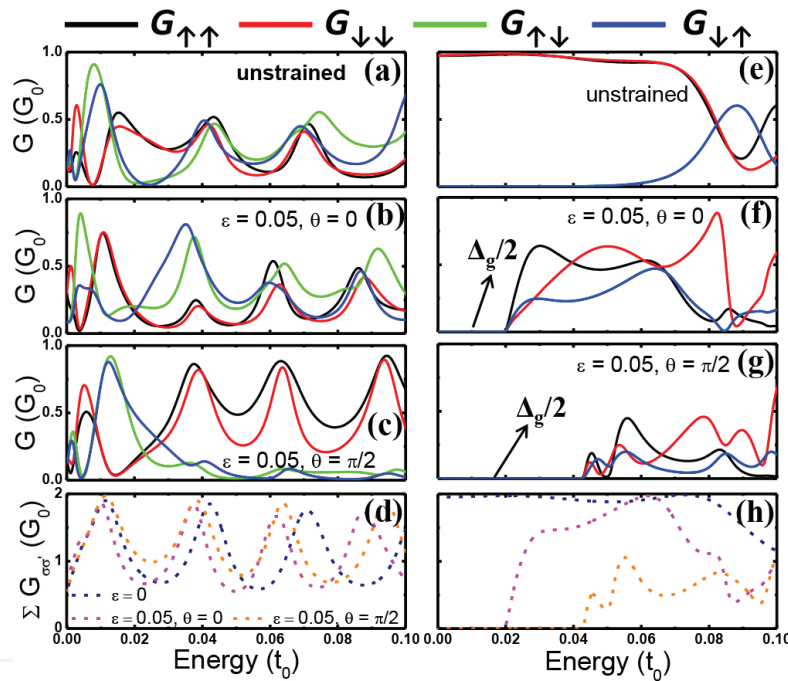 G↑↑ G↓↓ G↑↓ G↓↑
G (G₀)
1.0
0.5
0.0
unstrained
(a)
G (G₀)
1.0
0.5
0.0
ε = 0.05, θ = 0
(b)
G (G₀)
1.0
0.5
0.0
(c)
ε = 0.05, θ = π/2
Σ G_σσ' (G₀)
2
1
0
(d)
ε = 0
ε = 0.05, θ = 0
ε = 0.05, θ = π/2
0.00 0.02 0.04 0.06 0.08 0.10
Energy (t₀)
(e)
unstrained
ε = 0.05, θ = 0
(f)
Δg/2
(g)
ε = 0.05, θ = π/2
Δg/2
(h)
0.00 0.02 0.04 0.06 0.08 0.10
Energy (t₀)